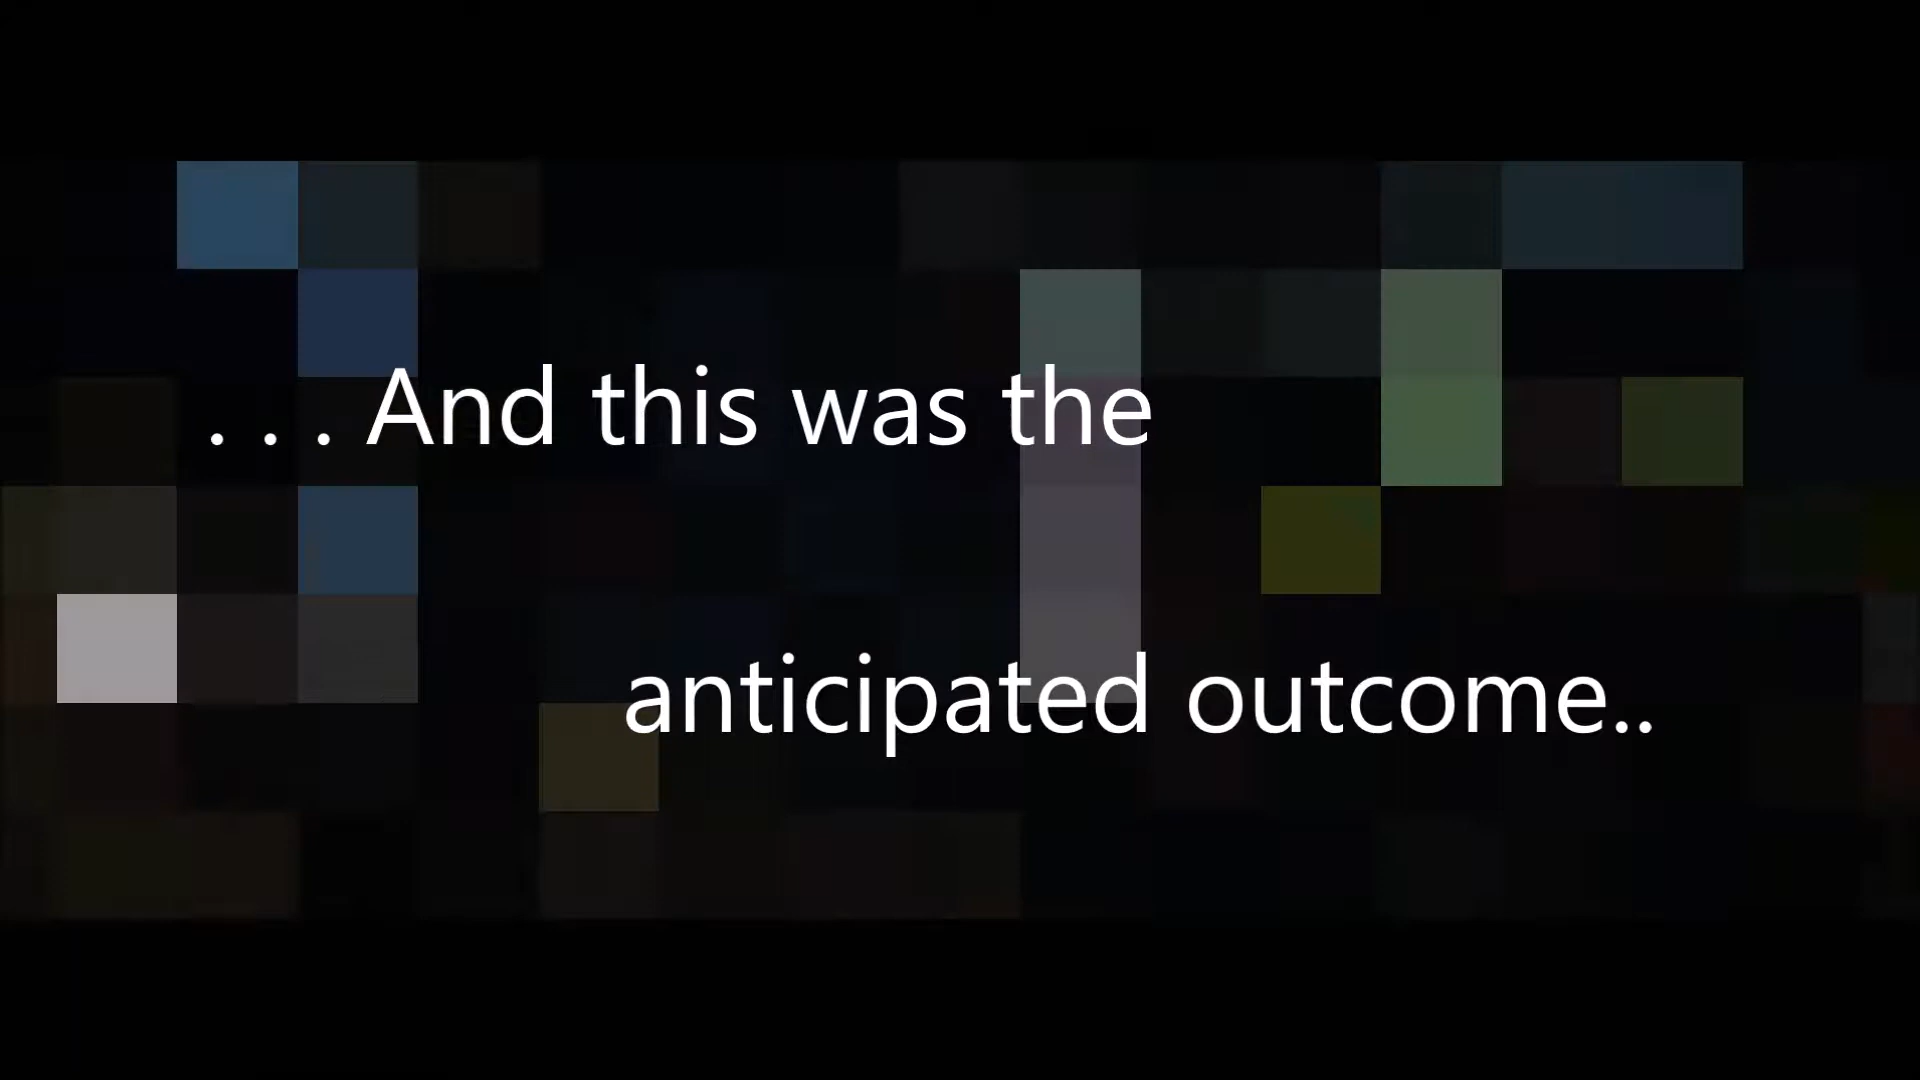 . . . And this was the
anticipated outcome..